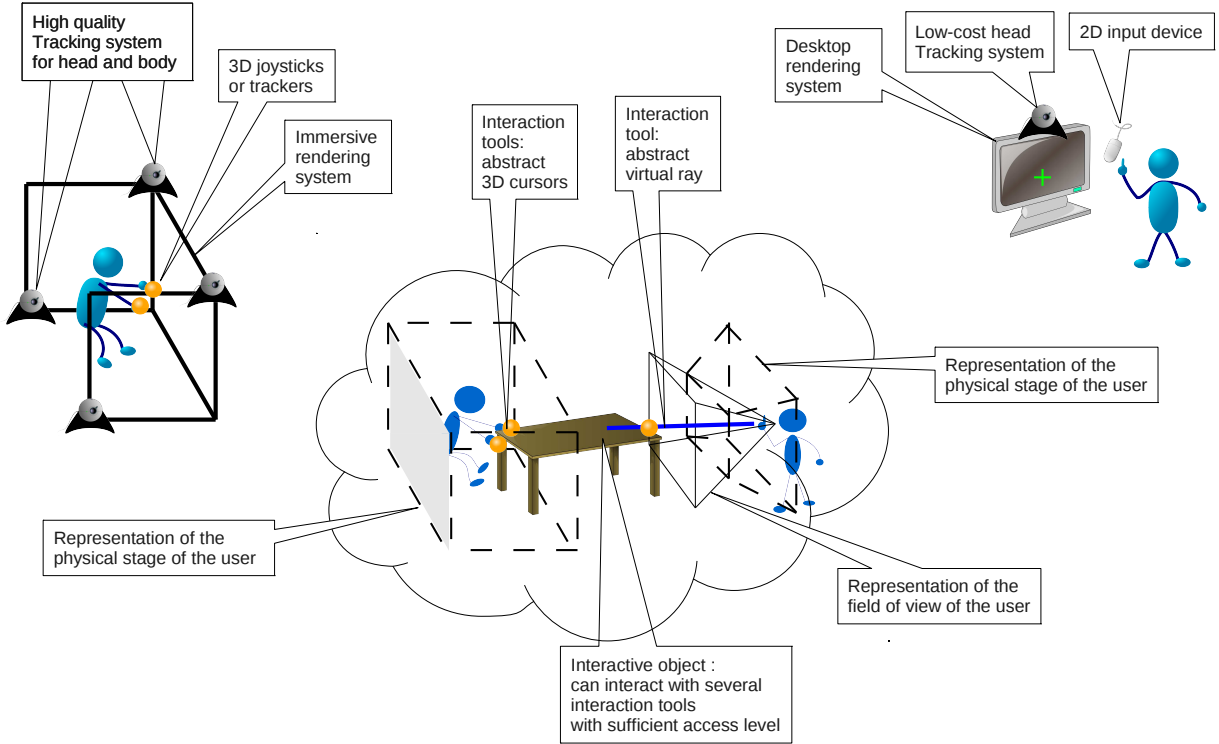 High quality
Tracking system
for head and body
3D joysticks
or trackers
Immersive
rendering
system
Interaction
tools:
abstract
3D cursors
Interaction
tool:
abstract
virtual ray
Desktop
rendering
system
Low-cost head
Tracking system
2D input device
Representation of the
physical stage of the user
Representation of the
physical stage of the user
Representation of the
field of view of the user
Interactive object :
can interact with several
interaction tools
with sufficient access level